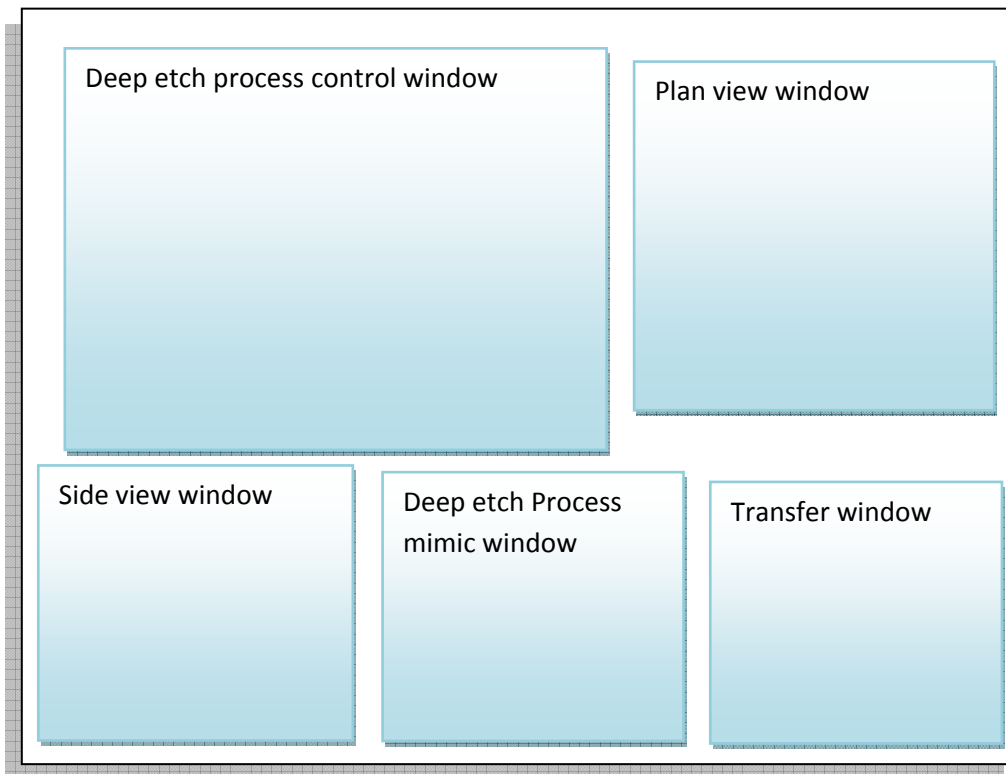 Deep etch process control window
Plan view window
Side view window
Deep etch Process
mimic window
Transfer window